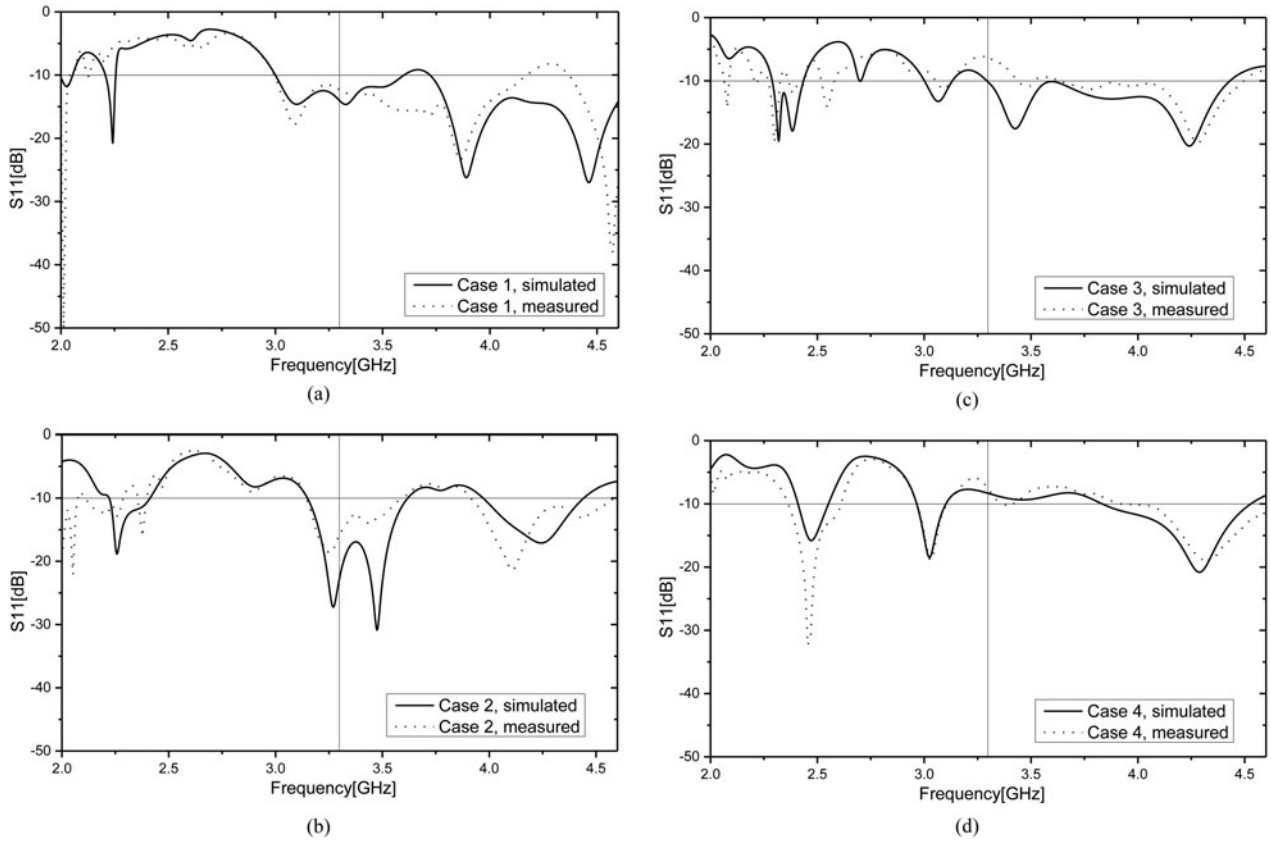 0
-10
-20
-30
-40
-50
S11[dB]
2.0 2.5 3.0 3.5 4.0 4.5
Frequency[GHz]
Case 1, simulated
Case 1, measured
(a)
0
-10
-20
-30
-40
-50
S11[dB]
2.0 2.5 3.0 3.5 4.0 4.5
Frequency[GHz]
Case 3, simulated
Case 3, measured
(c)
0
-10
-20
-30
-40
-50
S11[dB]
2.0 2.5 3.0 3.5 4.0 4.5
Frequency[GHz]
Case 2, simulated
Case 2, measured
(b)
0
-10
-20
-30
-40
-50
S11[dB]
2.0 2.5 3.0 3.5 4.0 4.5
Frequency[GHz]
Case 4, simulated
Case 4, measured
(d)